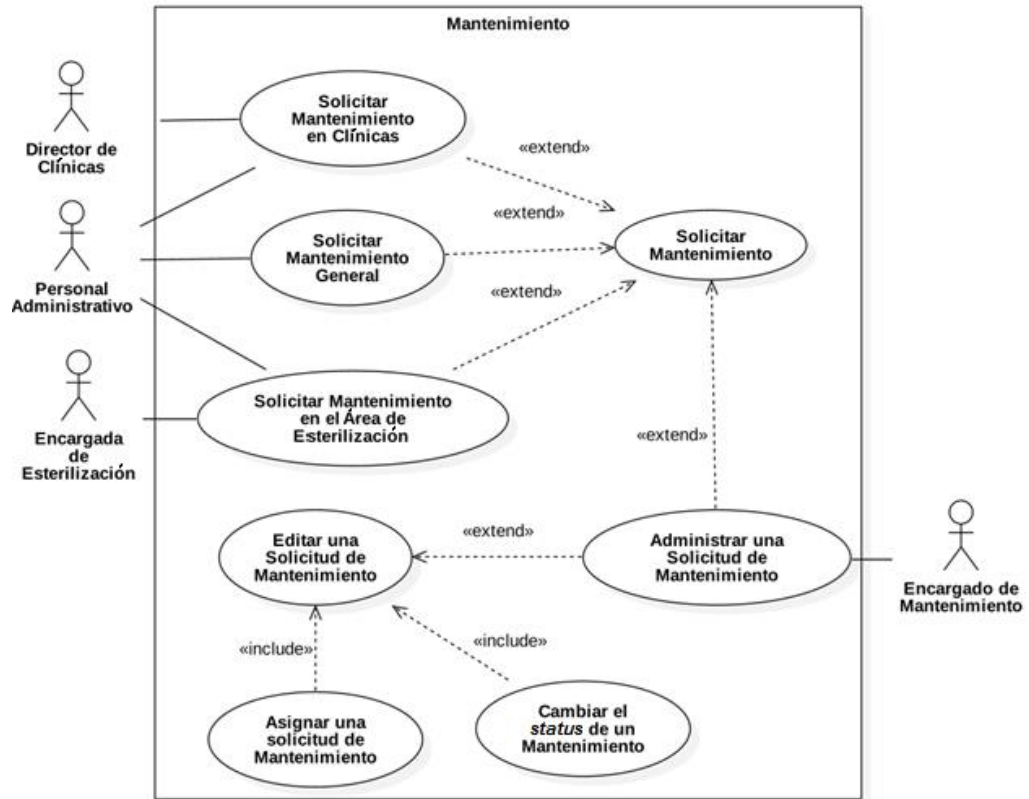 Mantenimiento
Director de
Clínicas
Solicitar
Mantenimiento
en Clínicas
«extend»
Personal
Administrativo
Solicitar
Mantenimiento
General
«extend»
Solicitar
Mantenimiento
«extend»
Encargada
de
Esterilización
Solicitar Mantenimiento
en el Área de
Esterilización
«extend»
Editar una
Solicitud de
Mantenimiento
«extend»
Administrar una
Solicitud de
Mantenimiento
Encargado de
Mantenimiento
«include»
«include»
Asignar una
solicitud de
Mantenimiento
Cambiar el
status de un
Mantenimiento